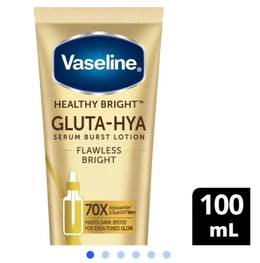 Vaseline
HEALTHY BRIGHT™
GLUTA-HYA
SERUM BURST LOTION
FLAWLESS
BRIGHT
70X
FIGHTS DARK SPOTS
FOR EVEN-TONED GLOW
100
mL